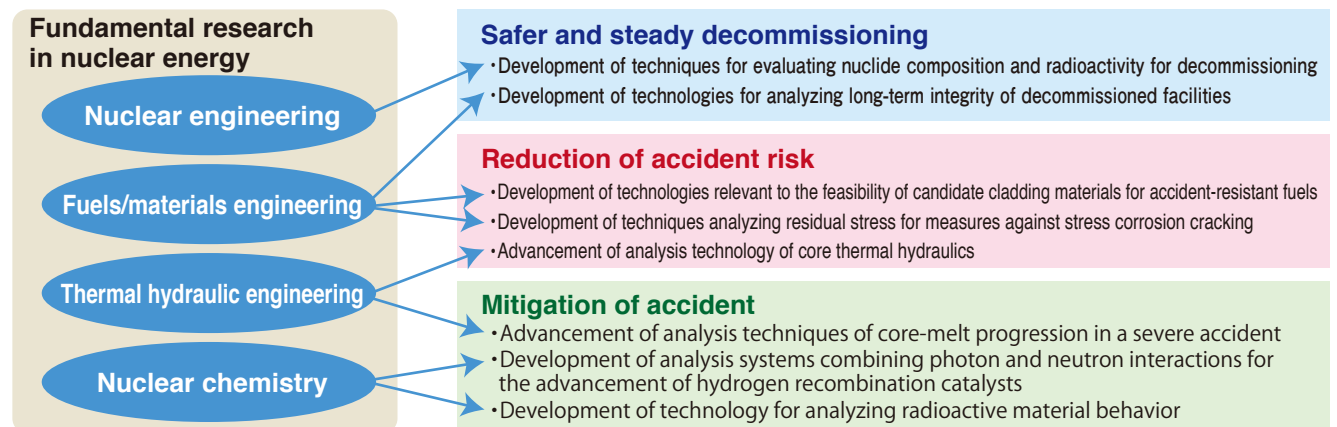 Fundamental research
in nuclear energy
Nuclear engineering
Fuels/materials engineering
Thermal hydraulic engineering
Nuclear chemistry
Safer and steady decommissioning
・Development of techniques for evaluating nuclide composition and radioactivity for decommissioning
・Development of technologies for analyzing long-term integrity of decommissioned facilities
Reduction of accident risk
・Development of technologies relevant to the feasibility of candidate cladding materials for accident-resistant fuels
・Development of techniques analyzing residual stress for measures against stress corrosion cracking
・Advancement of analysis technology of core thermal hydraulics
Mitigation of accident
・Advancement of analysis techniques of core-melt progression in a severe accident
・Development of analysis systems combining photon and neutron interactions for
the advancement of hydrogen recombination catalysts
・Development of technology for analyzing radioactive material behavior